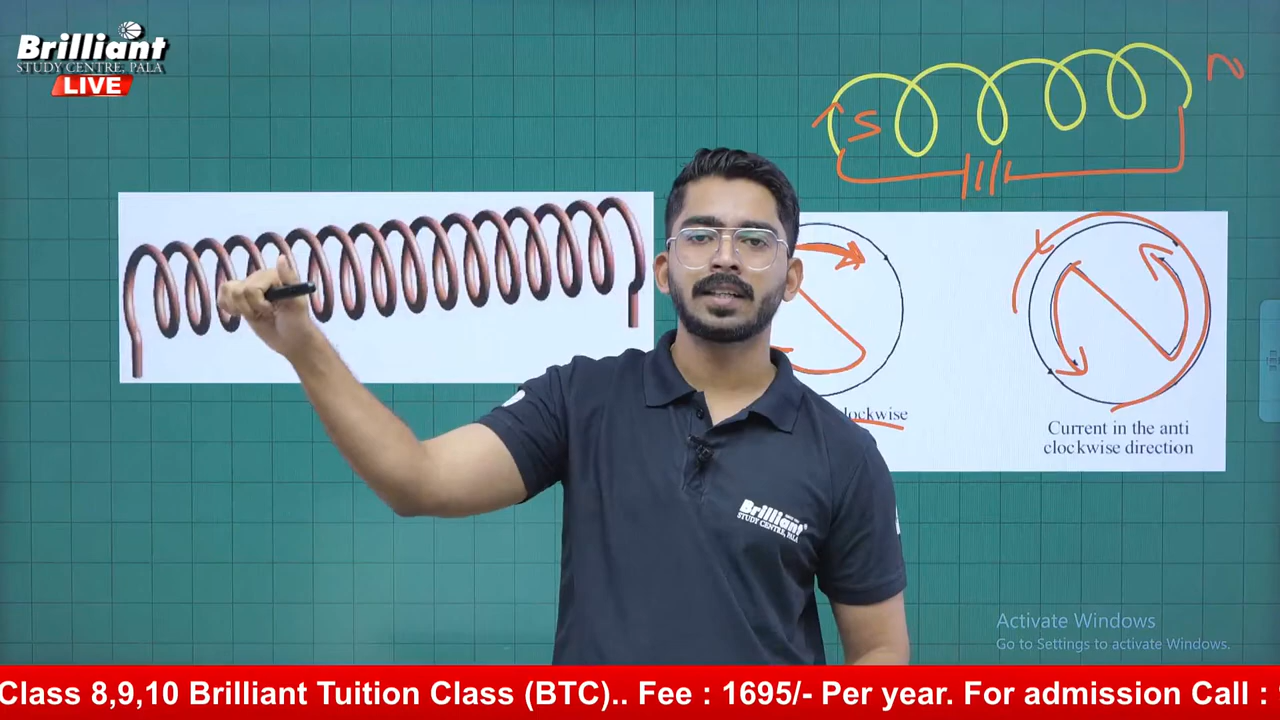 Brilliant
STUDY CENTRE, PALA
LIVE
S
N
lockwise
Current in the anti
clockwise direction
Brilliant
STUDY CENTRE, PALA
Activate Windows
Go to Settings to activate Windows.
Class 8,9,10 Brilliant Tuition Class (BTC).. Fee : 1695/- Per year. For admission Call :